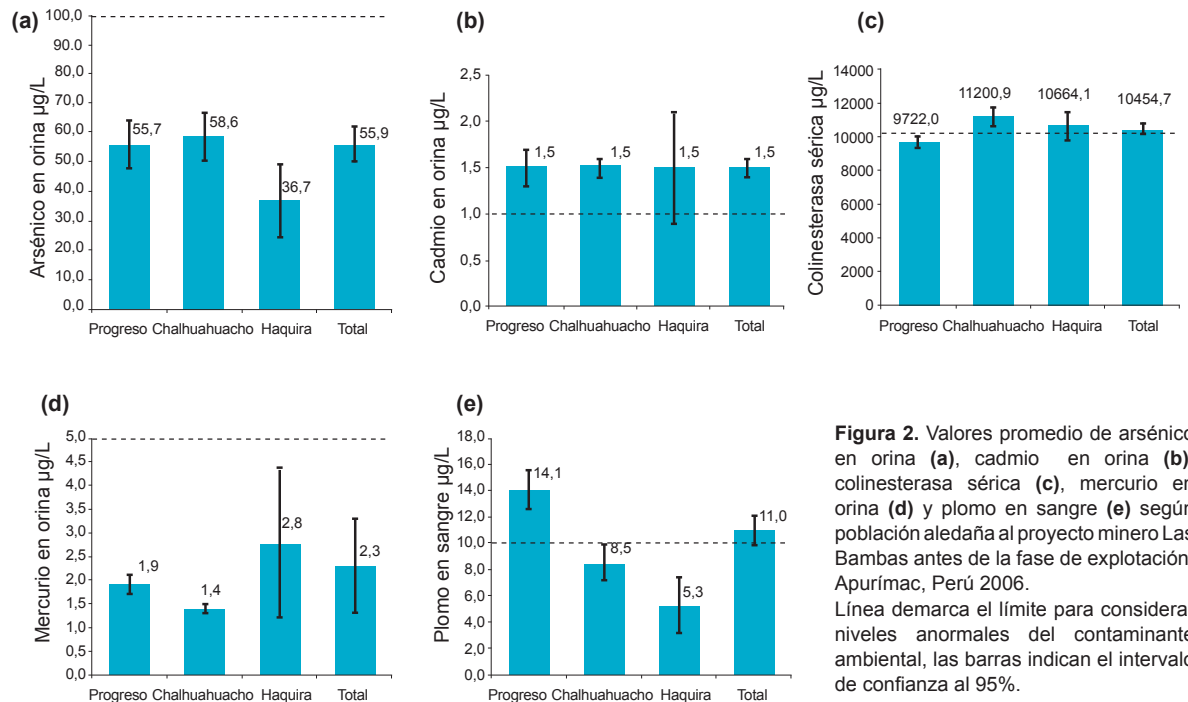 (a)
Arsénico en orina µg/L
100,0
90.0
80.0
70.0
60.0
50.0
40.0
30.0
20.0
10.0
0,0
55,7
58,6
36,7
55,9
Progreso Chalhuahuacho Haquira Total
(b)
Cadmio en orina µg/L
2,5
2,0
1,5
1,0
0,5
0,0
1,5
1,5
1,5
1,5
Progreso Chalhuahuacho Haquira Total
(c)
Colinesterasa sérica µg/L
14000
12000
10000
8000
6000
4000
2000
0
9722,0
11200,9
10664,1
10454,7
Progreso Chalhuahuacho Haquira Total
(d)
Mercurio en orina µg/L
5,0
4,5
4,0
3,5
3,0
2,5
2,0
1,5
1,0
0,5
0,0
1,9
1,4
2,8
2,3
Progreso Chalhuahuacho Haquira Total
(e)
Plomo en sangre µg/L
18,0
16,0
14,0
12,0
10,0
8,0
6,0
4,0
2,0
0,0
14,1
8,5
5,3
11,0
Progreso Chalhuahuacho Haquira Total
Figura 2. Valores promedio de arsénico
en orina (a), cadmio en orina (b)
colinesterasa sérica (c), mercurio en
orina (d) y plomo en sangre (e) según
población aledaña al proyecto minero Las
Bambas antes de la fase de explotación
Apurímac, Perú 2006.
Línea demarca el límite para considera
niveles anormales del contaminante
ambiental, las barras indican el intervalo
de confianza al 95%.